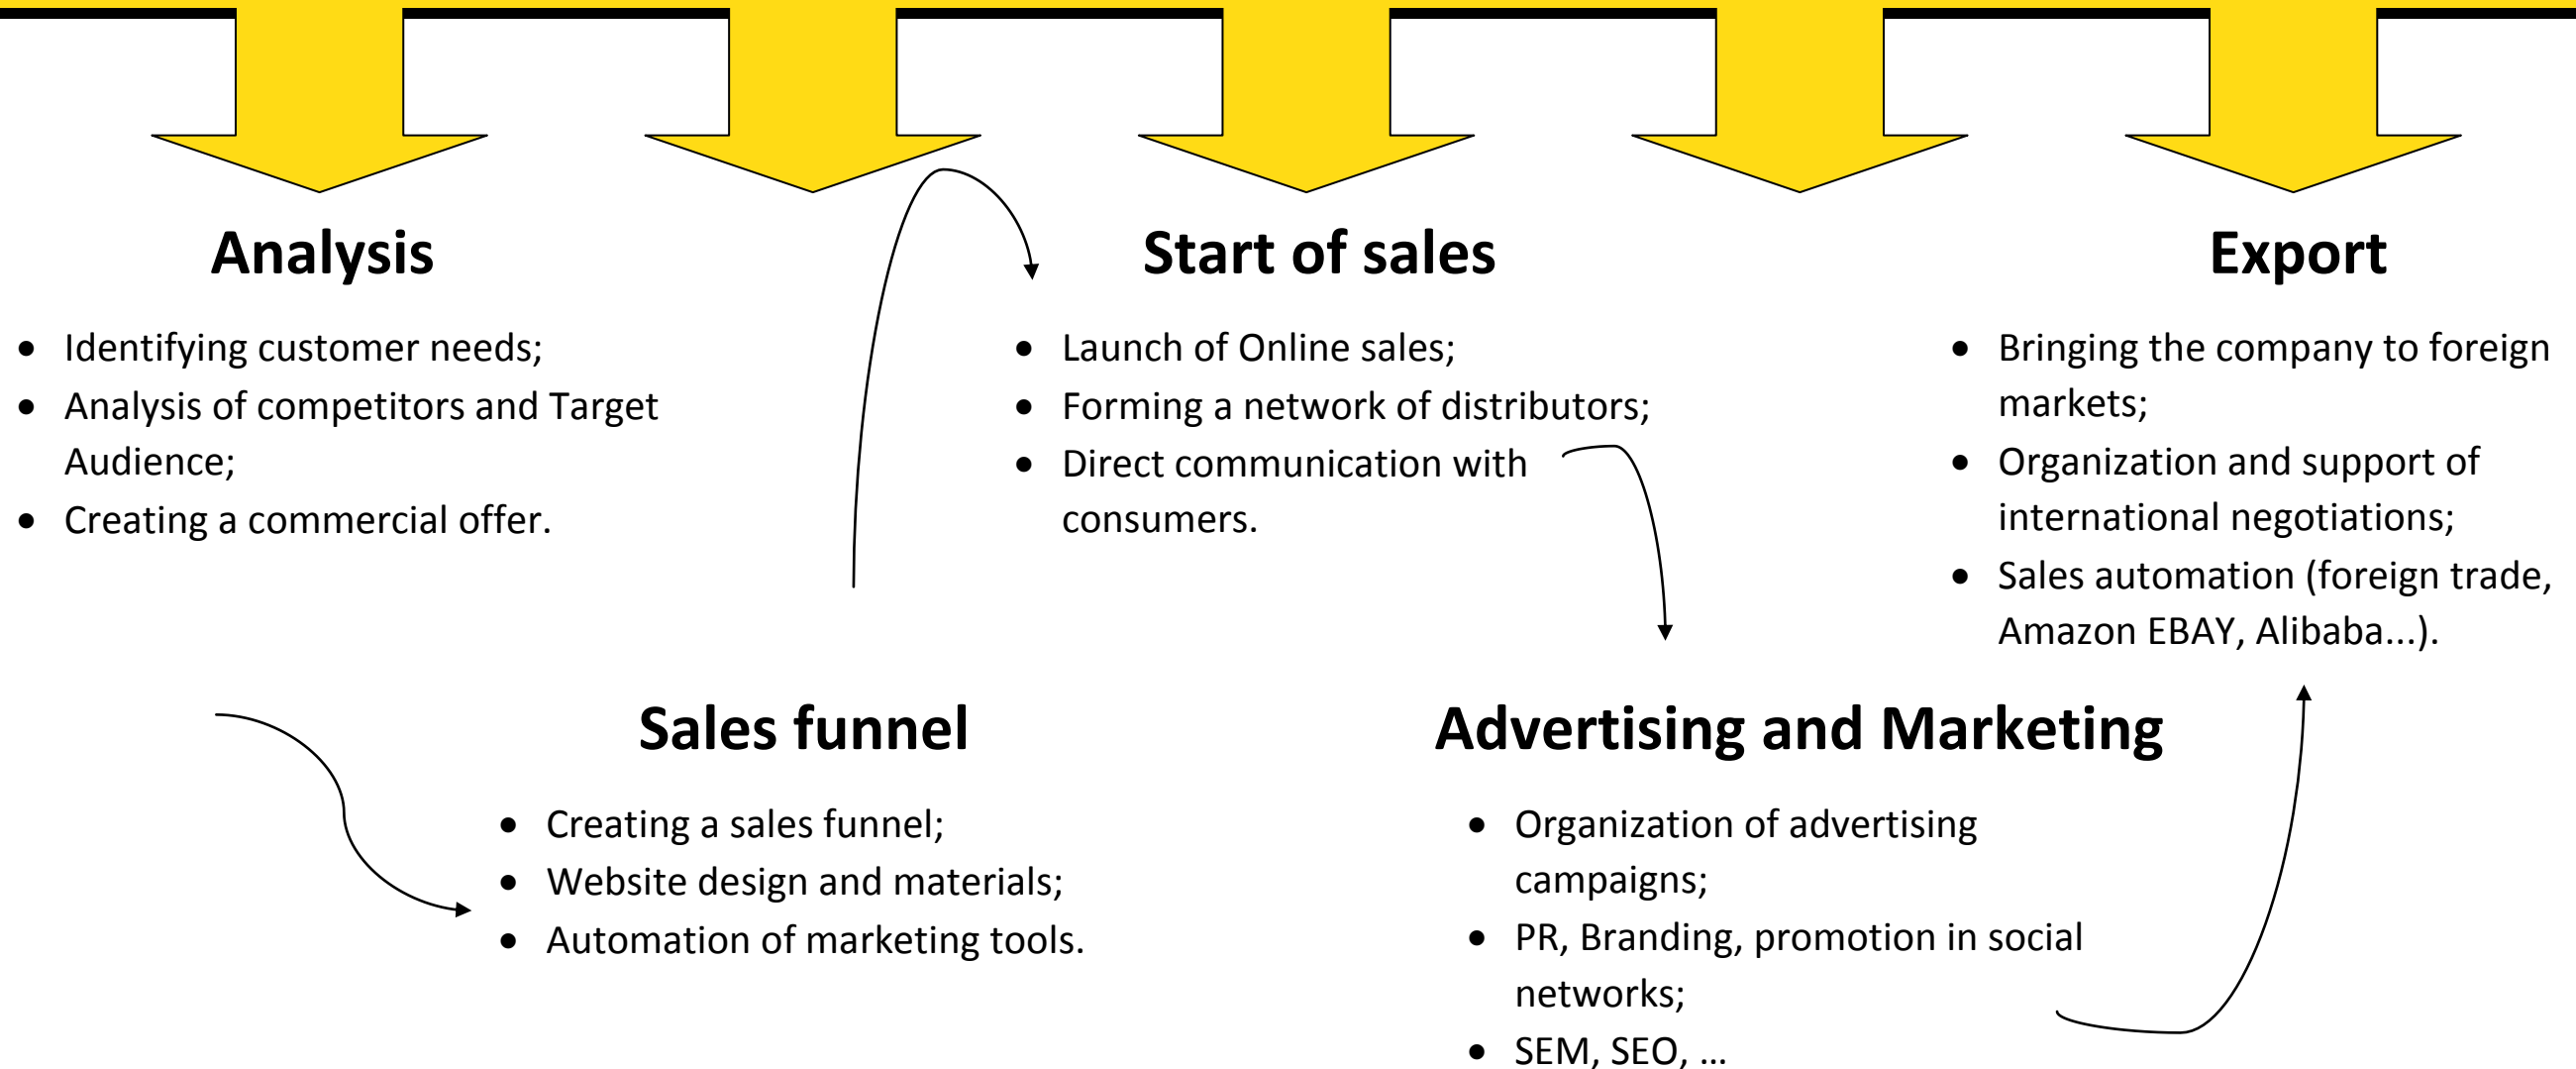 Analysis
• Identifying customer needs;
• Analysis of competitors and Target
Audience;
• Creating a commercial offer.
Sales funnel
• Creating a sales funnel;
• Website design and materials;
• Automation of marketing tools.
Start of sales
• Launch of Online sales;
• Forming a network of distributors;
• Direct communication with
consumers.
Advertising and Marketing
• Organization of advertising
campaigns;
• PR, Branding, promotion in social
networks;
• SEM, SEO, ...
Export
• Bringing the company to foreign
markets;
• Organization and support of
international negotiations;
• Sales automation (foreign trade,
Amazon EBAY, Alibaba...).